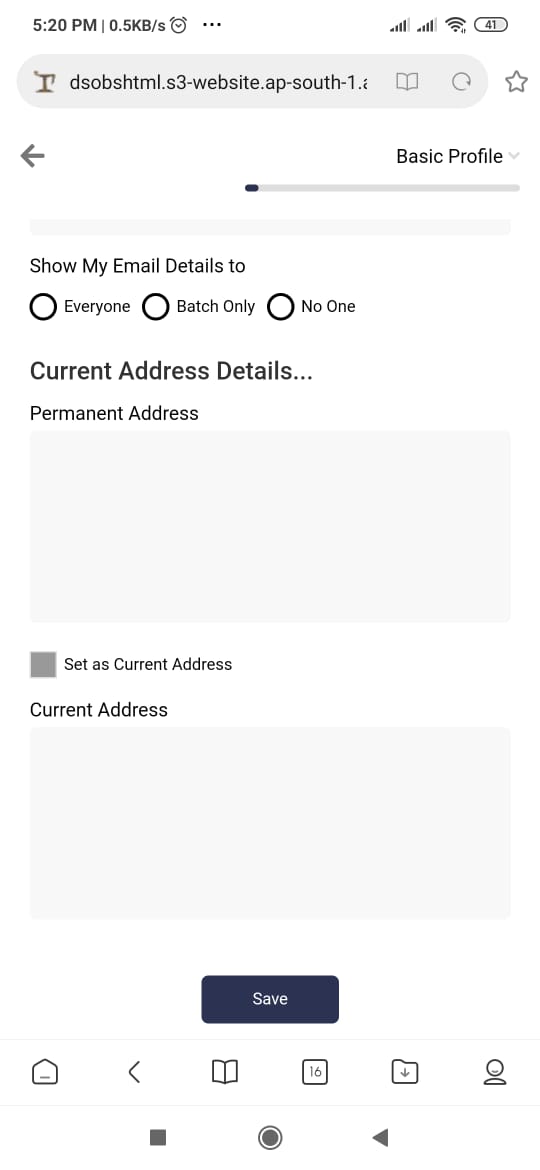 5:20 PM | 0.5KB/s ...
41
dsobshtml.s3-website.ap-south-1.
Basic Profile
Show My Email Details to
Everyone Batch Only No One
Current Address Details...
Permanent Address
Set as Current Address
Current Address
Save
16